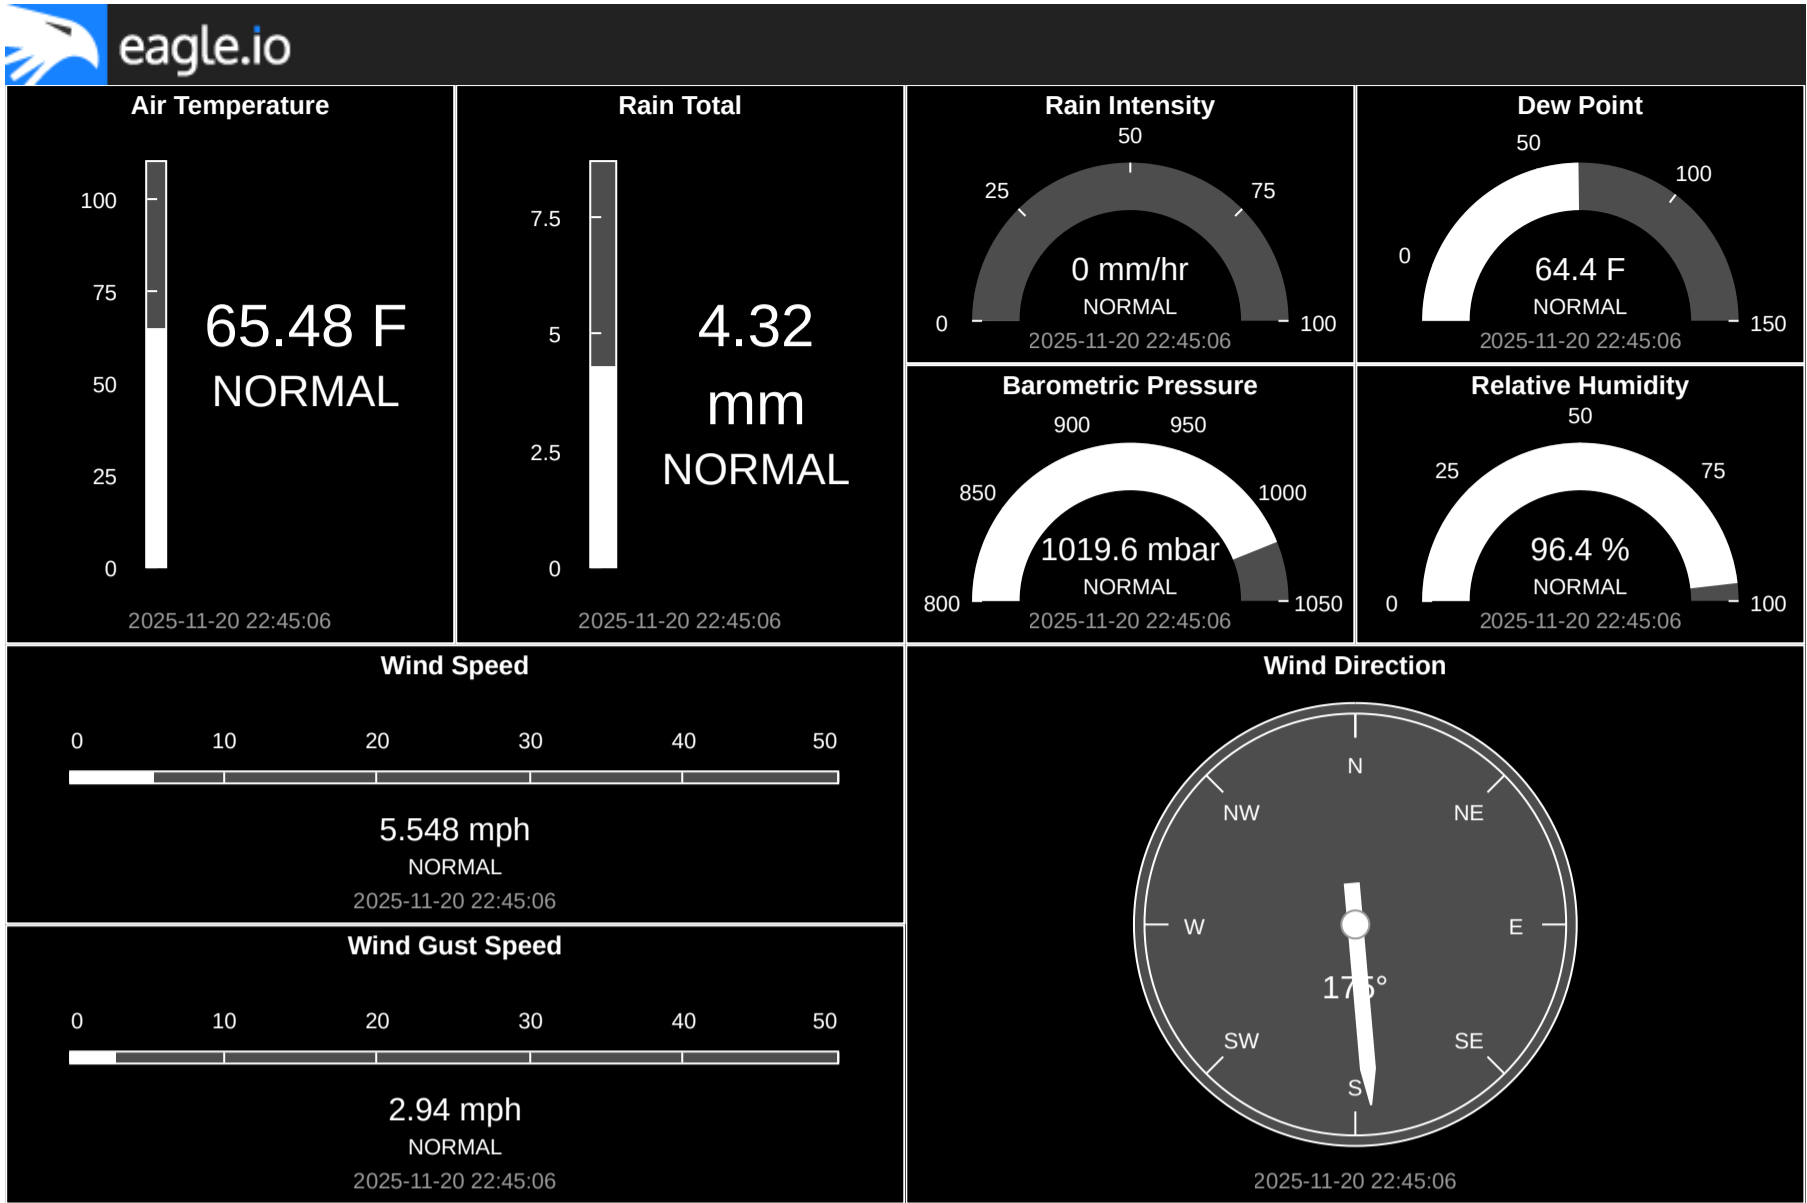 eagle.io
Air Temperature
100
75
50
25
0
65.48 F
NORMAL
2025-11-20 22:45:06
Rain Total
7.5
5
2.5
0
4.32
mm
NORMAL
2025-11-20 22:45:06
Rain Intensity
0
25
50
75
100
0 mm/hr
NORMAL
2025-11-20 22:45:06
Dew Point
0
50
100
150
64.4 F
NORMAL
2025-11-20 22:45:06
Barometric Pressure
800
850
900
950
1000
1050
1019.6 mbar
NORMAL
2025-11-20 22:45:06
Relative Humidity
0
25
50
75
100
96.4 %
NORMAL
2025-11-20 22:45:06
Wind Speed
0 10 20 30 40 50
5.548 mph
NORMAL
2025-11-20 22:45:06
Wind Gust Speed
0 10 20 30 40 50
2.94 mph
NORMAL
2025-11-20 22:45:06
Wind Direction
N
NW NE
W E
175°
SW SE
S
2025-11-20 22:45:06